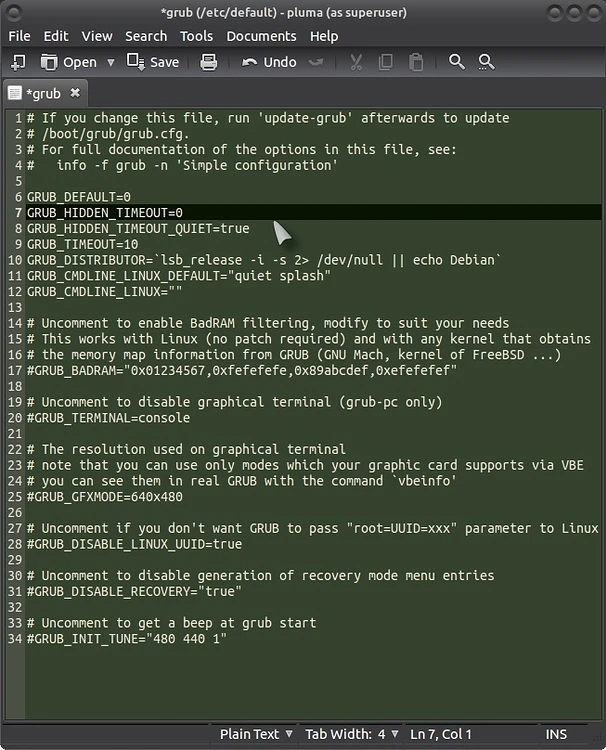 *grub (/etc/default) - pluma (as superuser)
File Edit View Search Tools Documents Help
Open Save Undo
*grub
1 # If you change this file, run 'update-grub' afterwards to update
2 # /boot/grub/grub.cfg.
3 # For full documentation of the options in this file, see:
4 #   info -f grub -n 'Simple configuration'
5
6 GRUB_DEFAULT=0
7 GRUB_HIDDEN_TIMEOUT=0
8 GRUB_HIDDEN_TIMEOUT_QUIET=true
9 GRUB_TIMEOUT=10
10 GRUB_DISTRIBUTOR=`lsb_release -i -s 2> /dev/null || echo Debian`
11 GRUB_CMDLINE_LINUX_DEFAULT="quiet splash"
12 GRUB_CMDLINE_LINUX=""
13
14 # Uncomment to enable BadRAM filtering, modify to suit your needs
15 # This works with Linux (no patch required) and with any kernel that obtains
16 # the memory map information from GRUB (GNU Mach, kernel of FreeBSD ...)
17 #GRUB_BADRAM="0x01234567,0xfefefefe,0x89abcdef,0xefefefef"
18
19 # Uncomment to disable graphical terminal (grub-pc only)
20 #GRUB_TERMINAL=console
21
22 # The resolution used on graphical terminal
23 # note that you can use only modes which your graphic card supports via VBE
24 # you can see them in real GRUB with the command `vbeinfo'
25 #GRUB_GFXMODE=640x480
26
27 # Uncomment if you don't want GRUB to pass "root=UUID=xxx" parameter to Linux
28 #GRUB_DISABLE_LINUX_UUID=true
29
30 # Uncomment to disable generation of recovery mode menu entries
31 #GRUB_DISABLE_RECOVERY="true"
32
33 # Uncomment to get a beep at grub start
34 #GRUB_INIT_TUNE="480 440 1"
Plain Text Tab Width: 4 Ln 7, Col 1 INS